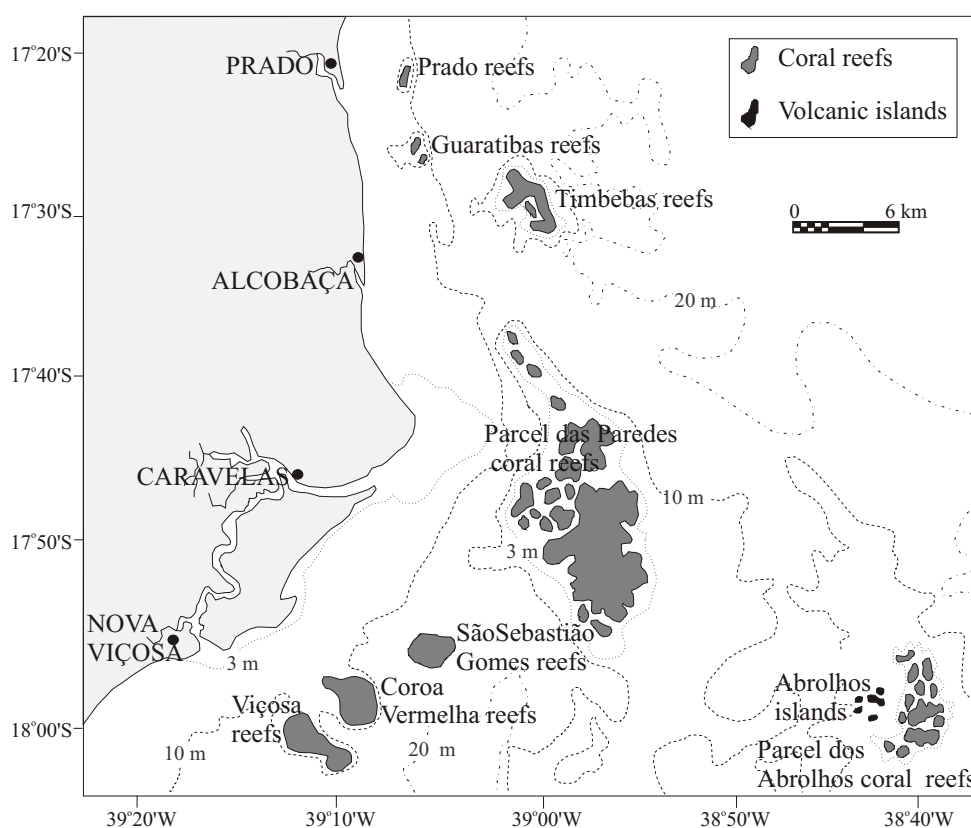 17°20'S
PRADO
Prado reefs
Coral reefs
Volcanic islands
Guaratibas reefs
Timbebas reefs
17°30'S
0 6 km
ALCOBAÇA
20 m
17°40'S
Parcel das Paredes
coral reefs
CARAVELAS
10 m
17°50'S
3 m
NOVA
VIÇOSA
3 m
SãoSebastião
Gomes reefs
Coroa
Vermelha reefs
Viçosa
reefs
Abrolhos
islands
18°00'S
10 m
20 m
Parcel dos
Abrolhos coral reefs
39°20'W
39°10'W
39°00'W
38°50'W
38°40'W